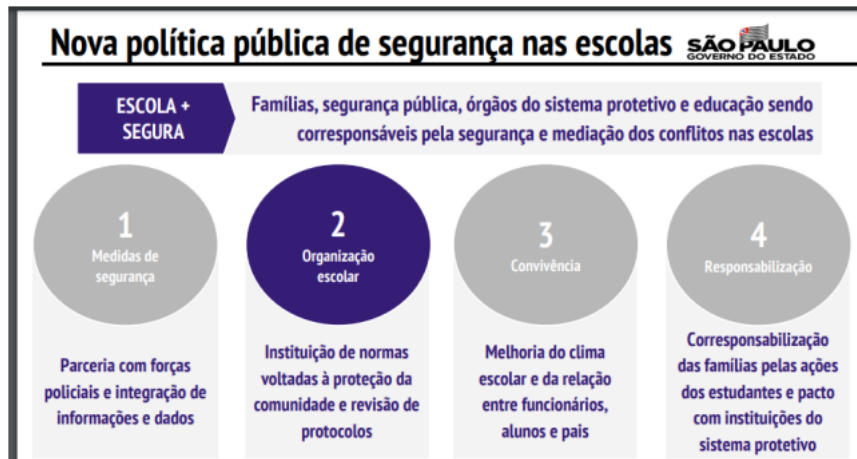 Nova política pública de segurança nas escolas
SÃO PAULO
GOVERNO DO ESTADO
ESCOLA +
SEGURA
Famílias, segurança pública, órgãos do sistema protetivo e educação sendo
corresponsáveis pela segurança e mediação dos conflitos nas escolas
1
Medidas de
segurança
Parceria com forças
policiais e integração de
informações e dados
2
Organização
escolar
Instituição de normas
voltadas à proteção da
comunidade e revisão de
protocolos
3
Convivência
Melhoria do clima
escolar e da relação
entre funcionários,
alunos e pais
4
Responsabilização
Corresponsabilização
das famílias pelas ações
dos estudantes e pacto
com instituições do
sistema protetivo